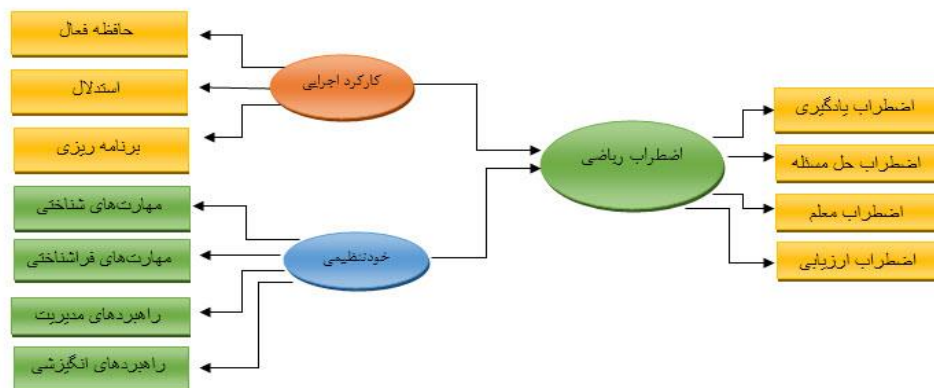 حافظه فعال
استدلال
برنامه ریزی
مهارت‌های شناختی
مهارت‌های فراشناختی
راهبردهای مدیریت
راهبردهای انگیزشی
کارکرد اجرایی
خودتنظیمی
اضطراب ریاضی
اضطراب یادگیری
اضطراب حل مسئله
اضطراب معلم
اضطراب ارزیابی